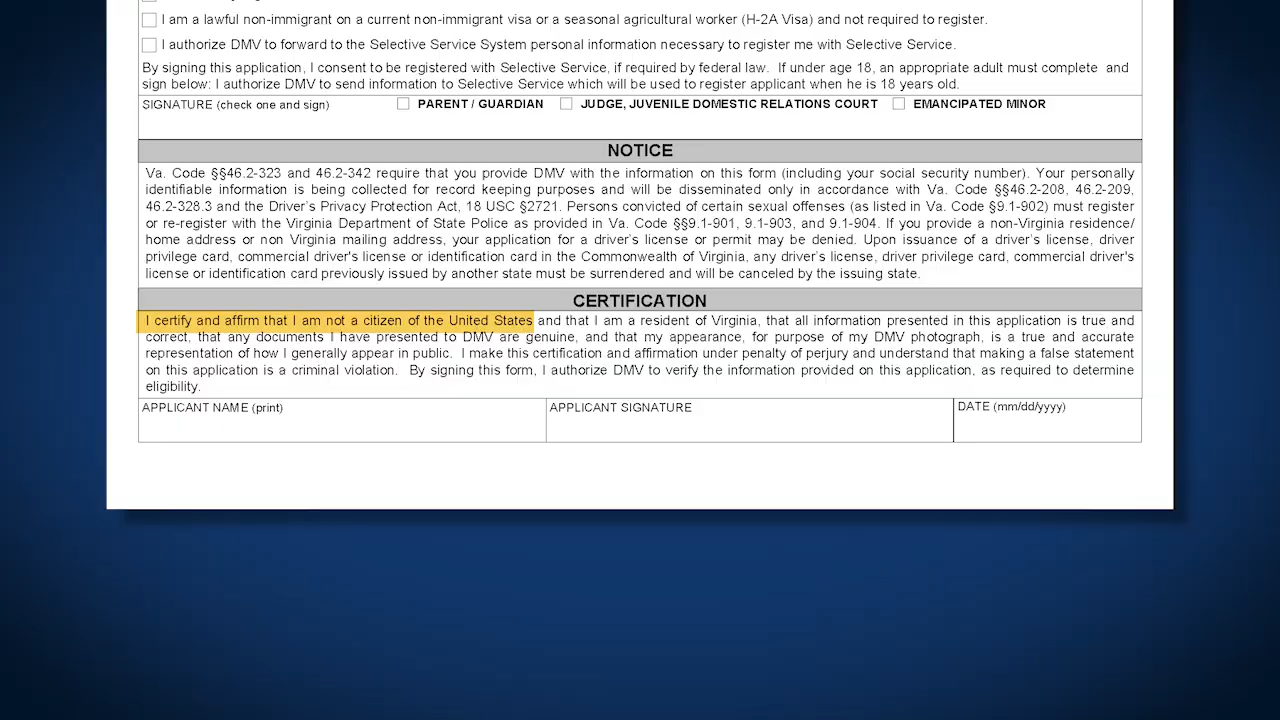 I am a lawful non-immigrant on a current non-immigrant visa or a seasonal agricultural worker (H-2A Visa) and not required to register.
I authorize DMV to forward to the Selective Service System personal information necessary to register me with Selective Service.
By signing this application, I consent to be registered with Selective Service, if required by federal law. If under age 18, an appropriate adult must complete and
sign below: I authorize DMV to send information to Selective Service which will be used to register applicant when he is 18 years old.
SIGNATURE (check one and sign) PARENT / GUARDIAN JUDGE, JUVENILE DOMESTIC RELATIONS COURT EMANCIPATED MINOR
NOTICE
Va. Code §§46.2-323 and 46.2-342 require that you provide DMV with the information on this form (including your social security number). Your personally
identifiable information is being collected for record keeping purposes and will be disseminated only in accordance with Va. Code §§46.2-208, 46.2-209,
46.2-328.3 and the Driver's Privacy Protection Act, 18 USC §2721. Persons convicted of certain sexual offenses (as listed in Va. Code §9.1-902) must register
or re-register with the Virginia Department of State Police as provided in Va. Code §§9.1-901, 9.1-903, and 9.1-904. If you provide a non-Virginia residence/
home address or non Virginia mailing address, your application for a driver's license or permit may be denied. Upon issuance of a driver's license, driver
privilege card, commercial driver's license or identification card in the Commonwealth of Virginia, any driver's license, driver privilege card, commercial driver's
license or identification card previously issued by another state must be surrendered and will be canceled by the issuing state.
CERTIFICATION
I certify and affirm that I am not a citizen of the United States and that I am a resident of Virginia, that all information presented in this application is true and
correct, that any documents I have presented to DMV are genuine, and that my appearance, for purpose of my DMV photograph, is a true and accurate
representation of how I generally appear in public. I make this certification and affirmation under penalty of perjury and understand that making a false statement
on this application is a criminal violation. By signing this form, I authorize DMV to verify the information provided on this application, as required to determine
eligibility.
APPLICANT NAME (print) APPLICANT SIGNATURE DATE (mm/dd/yyyy)